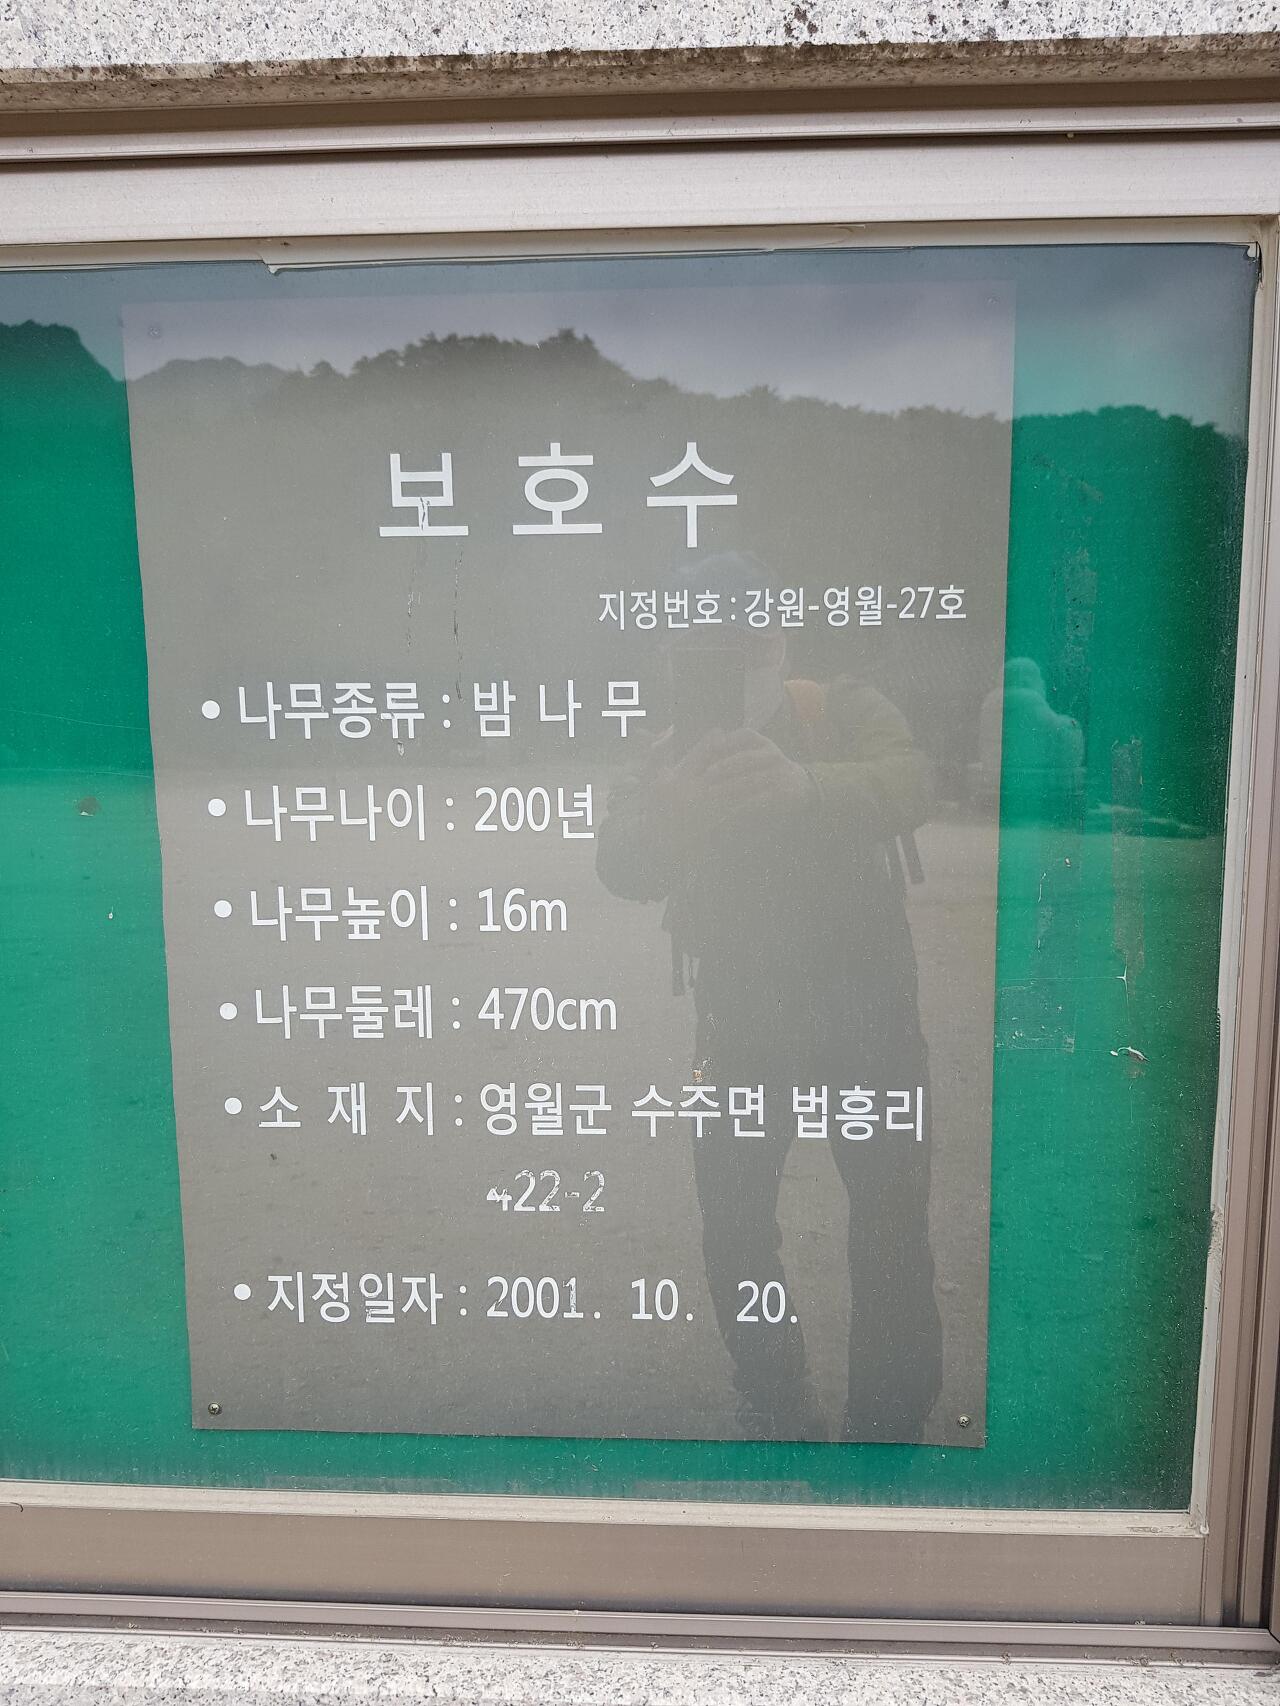 보 호 수
지정번호 : 강원-영월-27호
• 나무종류 : 밤 나 무
• 나무나이 : 200년
• 나무높이 : 16m
• 나무둘레 : 470cm
• 소 재 지 : 영월군 수주면 법흥리
422-2
• 지정일자 : 2001. 10. 20.